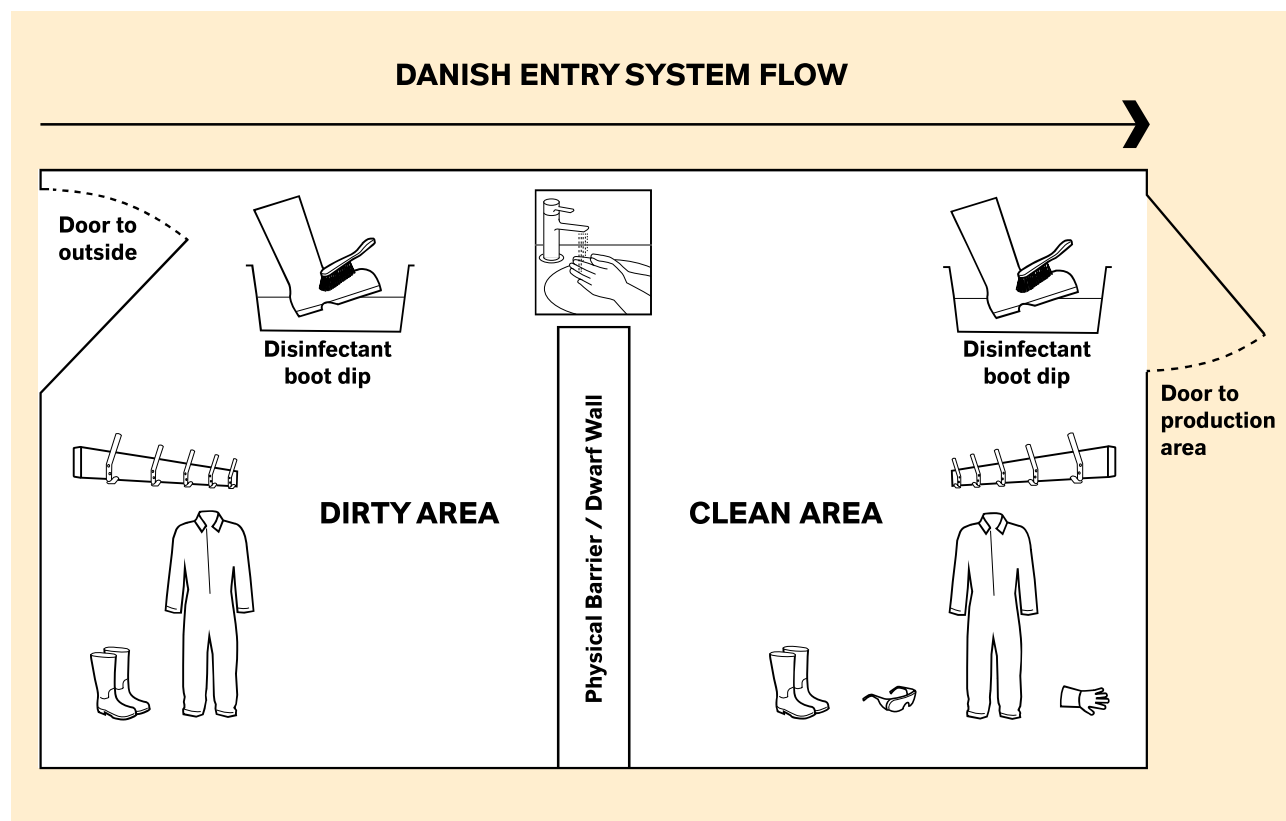 DANISH ENTRY SYSTEM FLOW
Door to
outside
Disinfectant
boot dip
Disinfectant
boot dip
Door to
production
area
DIRTY AREA
Physical Barrier / Dwarf Wall
CLEAN AREA